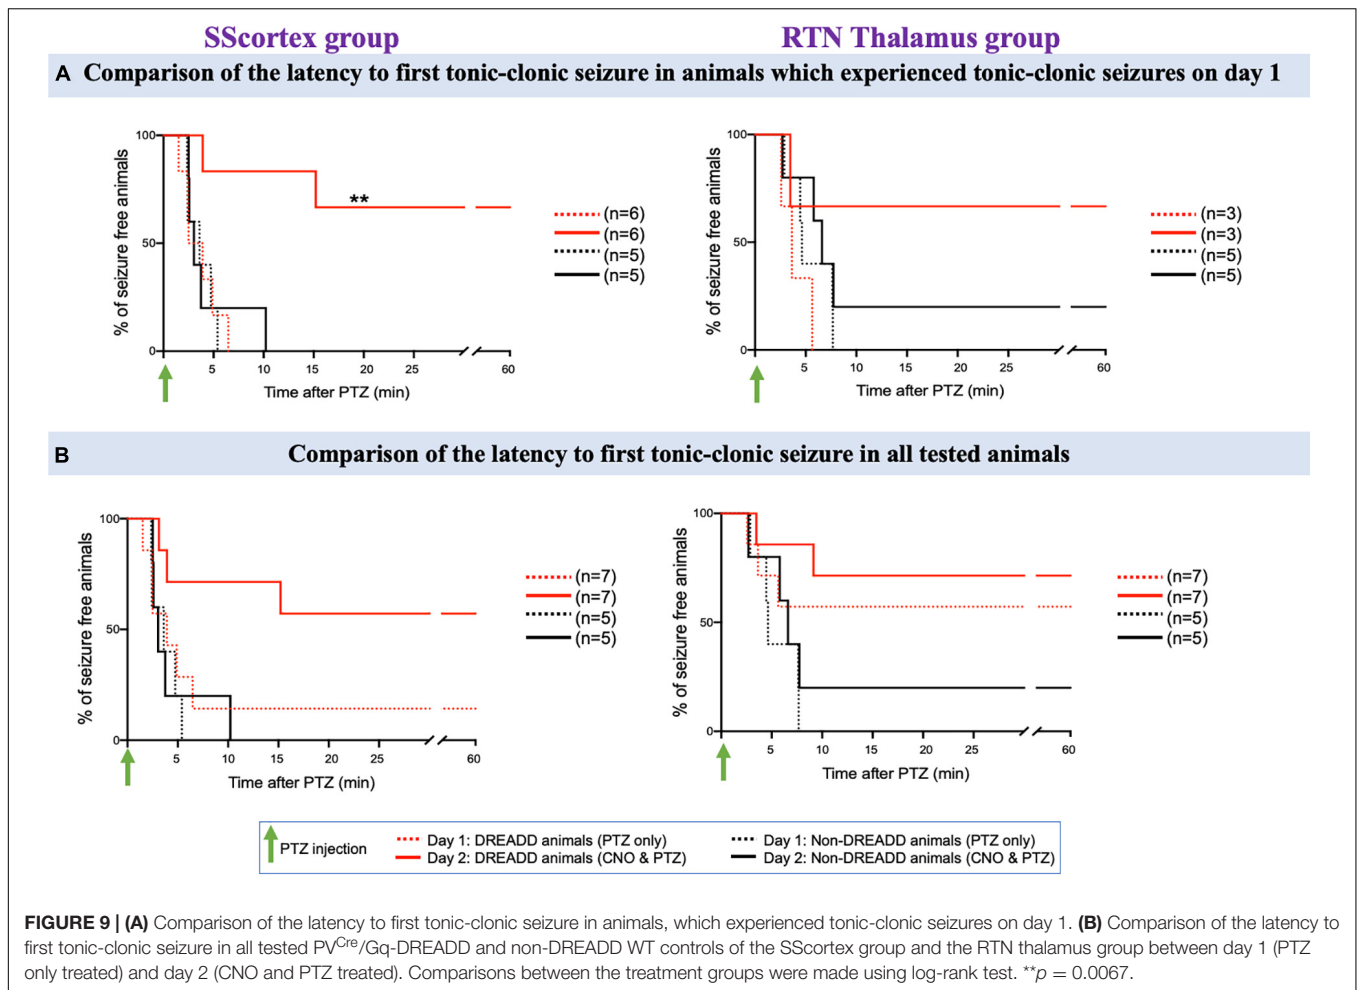 SScortex group RTN Thalamus group
A Comparison of the latency to first tonic-clonic seizure in animals which experienced tonic-clonic seizures on day 1
% of seizure free animals
100
50
0
5 10 15 20 25 60
Time after PTZ (min)
**
(n=6)
(n=6)
(n=5)
(n=5)
% of seizure free animals
100
50
0
5 10 15 20 25 60
Time after PTZ (min)
(n=3)
(n=3)
(n=5)
(n=5)
B Comparison of the latency to first tonic-clonic seizure in all tested animals
% of seizure free animals
100
50
0
5 10 15 20 25 60
Time after PTZ (min)
(n=7)
(n=7)
(n=5)
(n=5)
% of seizure free animals
100
50
0
5 10 15 20 25 60
Time after PTZ (min)
(n=7)
(n=7)
(n=5)
(n=5)
PTZ injection
Day 1: DREADD animals (PTZ only)
Day 2: DREADD animals (CNO & PTZ)
Day 1: Non-DREADD animals (PTZ only)
Day 2: Non-DREADD animals (CNO & PTZ)
FIGURE 9 | (A) Comparison of the latency to first tonic-clonic seizure in animals, which experienced tonic-clonic seizures on day 1. (B) Comparison of the latency to
first tonic-clonic seizure in all tested PVCre/Gq-DREADD and non-DREADD WT controls of the SScortex group and the RTN thalamus group between day 1 (PTZ
only treated) and day 2 (CNO and PTZ treated). Comparisons between the treatment groups were made using log-rank test. **p = 0.0067.